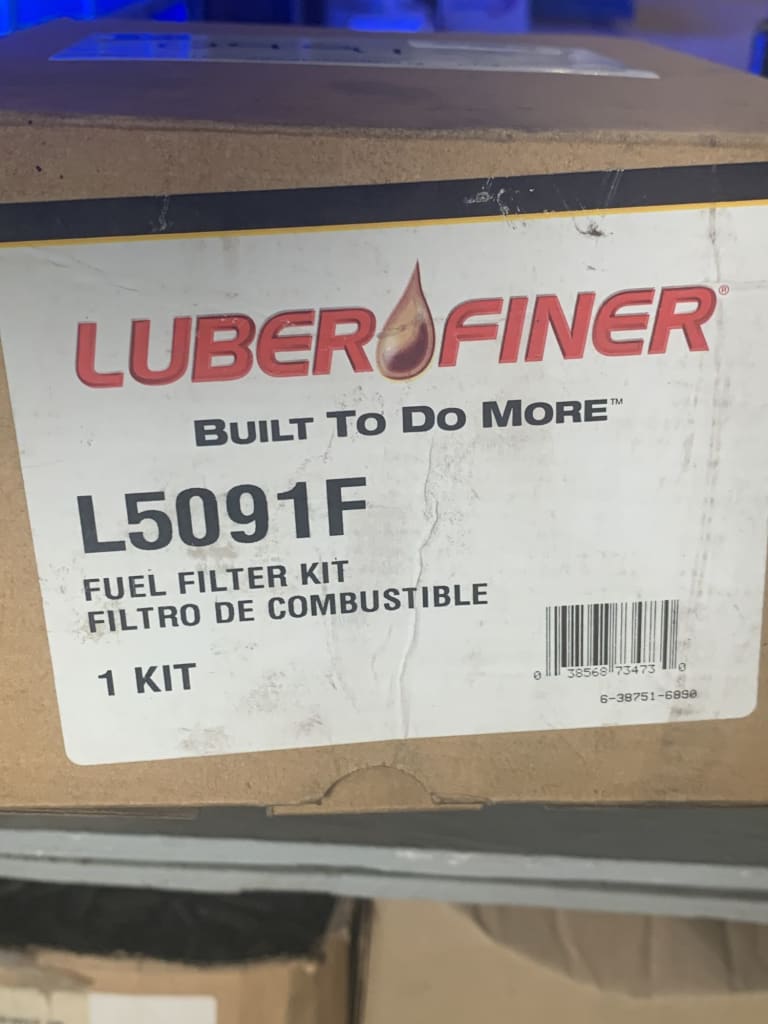 LUBERFINER®
BUILT TO DO MORE™
L5091F
FUEL FILTER KIT
FILTRO DE COMBUSTIBLE
1 KIT
0 38568 73473 0
6-38751-6890